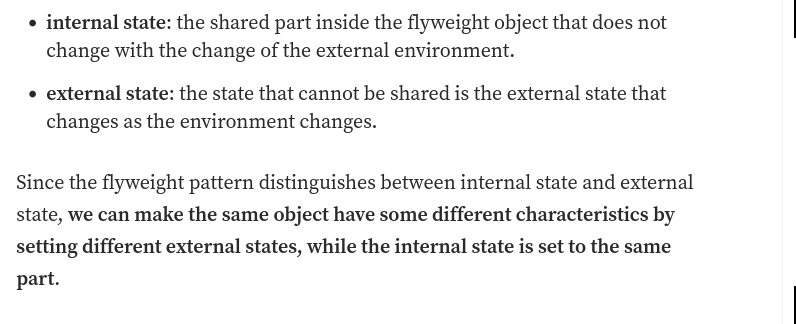 • internal state: the shared part inside the flyweight object that does not
change with the change of the external environment.
• external state: the state that cannot be shared is the external state that
changes as the environment changes.
Since the flyweight pattern distinguishes between internal state and external
state, we can make the same object have some different characteristics by
setting different external states, while the internal state is set to the same
part.